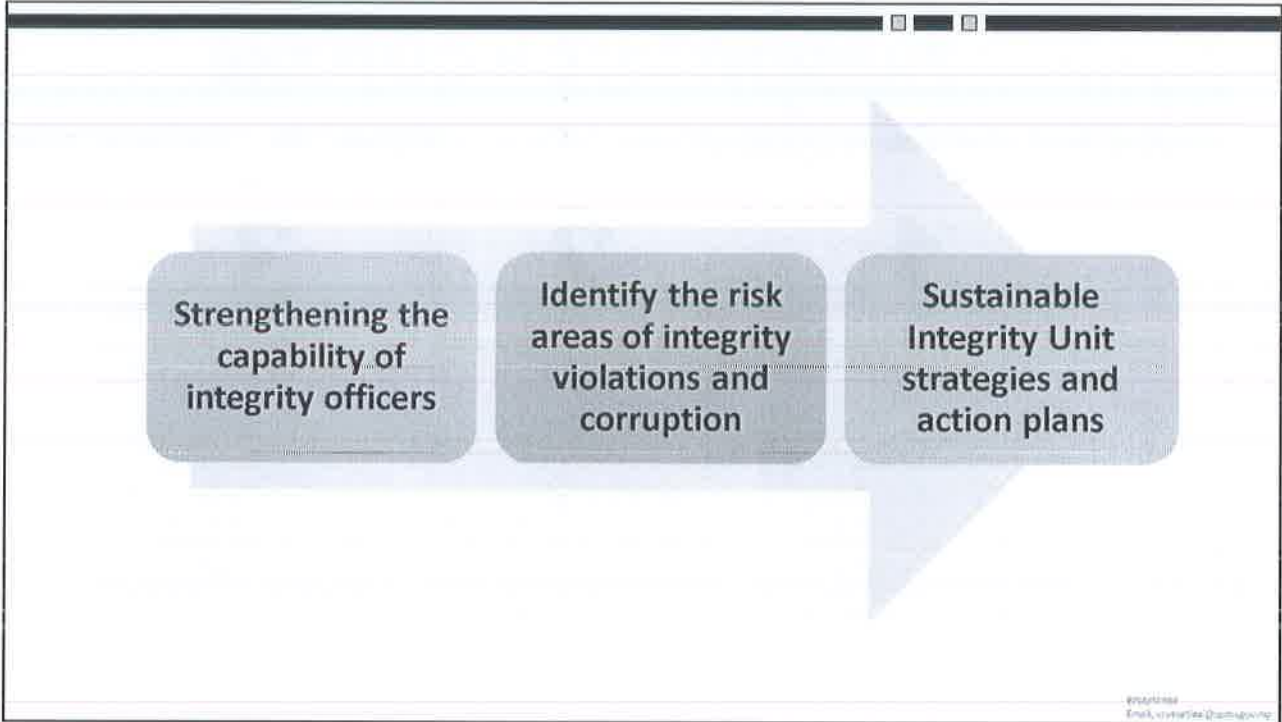 Strengthening the
capability of
integrity officers
Identify the risk
areas of integrity
violations and
corruption
Sustainable
Integrity Unit
strategies and
action plans
Email: